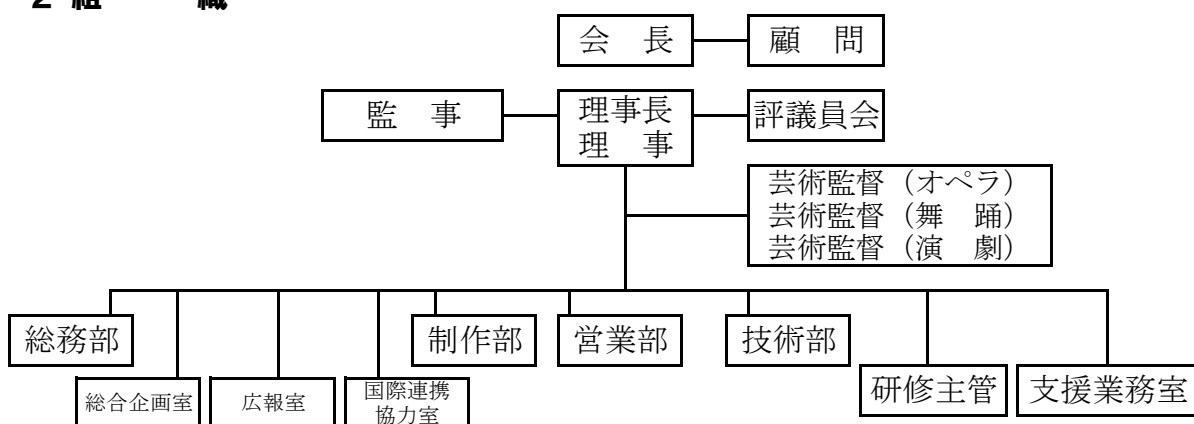 2 組 織
会 長
顧 問
監 事
理事長
理 事
評議員会
芸術監督（オペラ）
芸術監督（舞 踊）
芸術監督（演 劇）
総務部
制作部
営業部
技術部
総合企画室
広報室
国際連携
協力室
研修主管
支援業務室